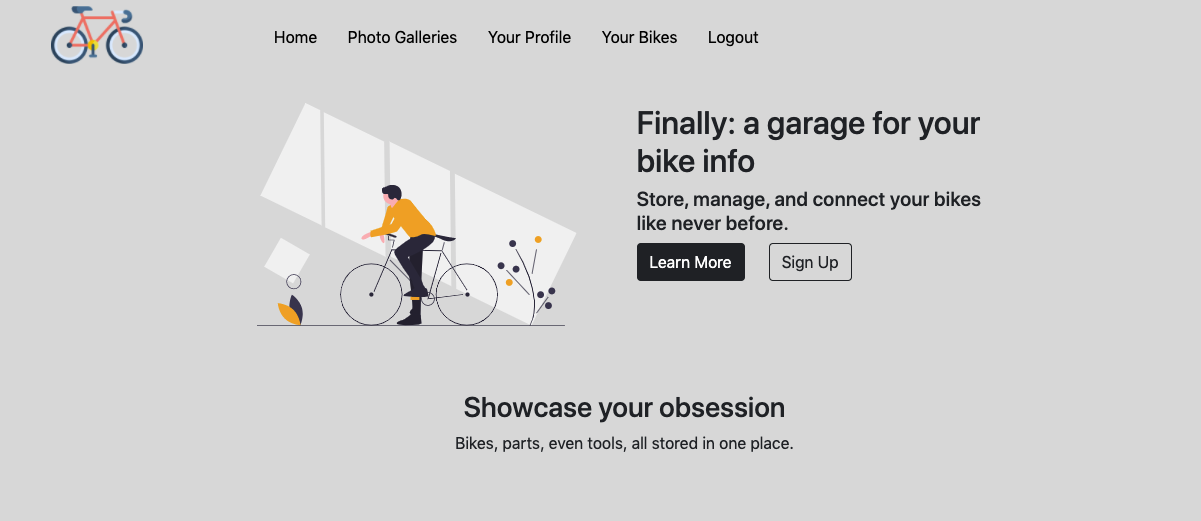 Home Photo Galleries Your Profile Your Bikes Logout
Finally: a garage for your
bike info
Store, manage, and connect your bikes
like never before.
Learn More Sign Up
Showcase your obsession
Bikes, parts, even tools, all stored in one place.